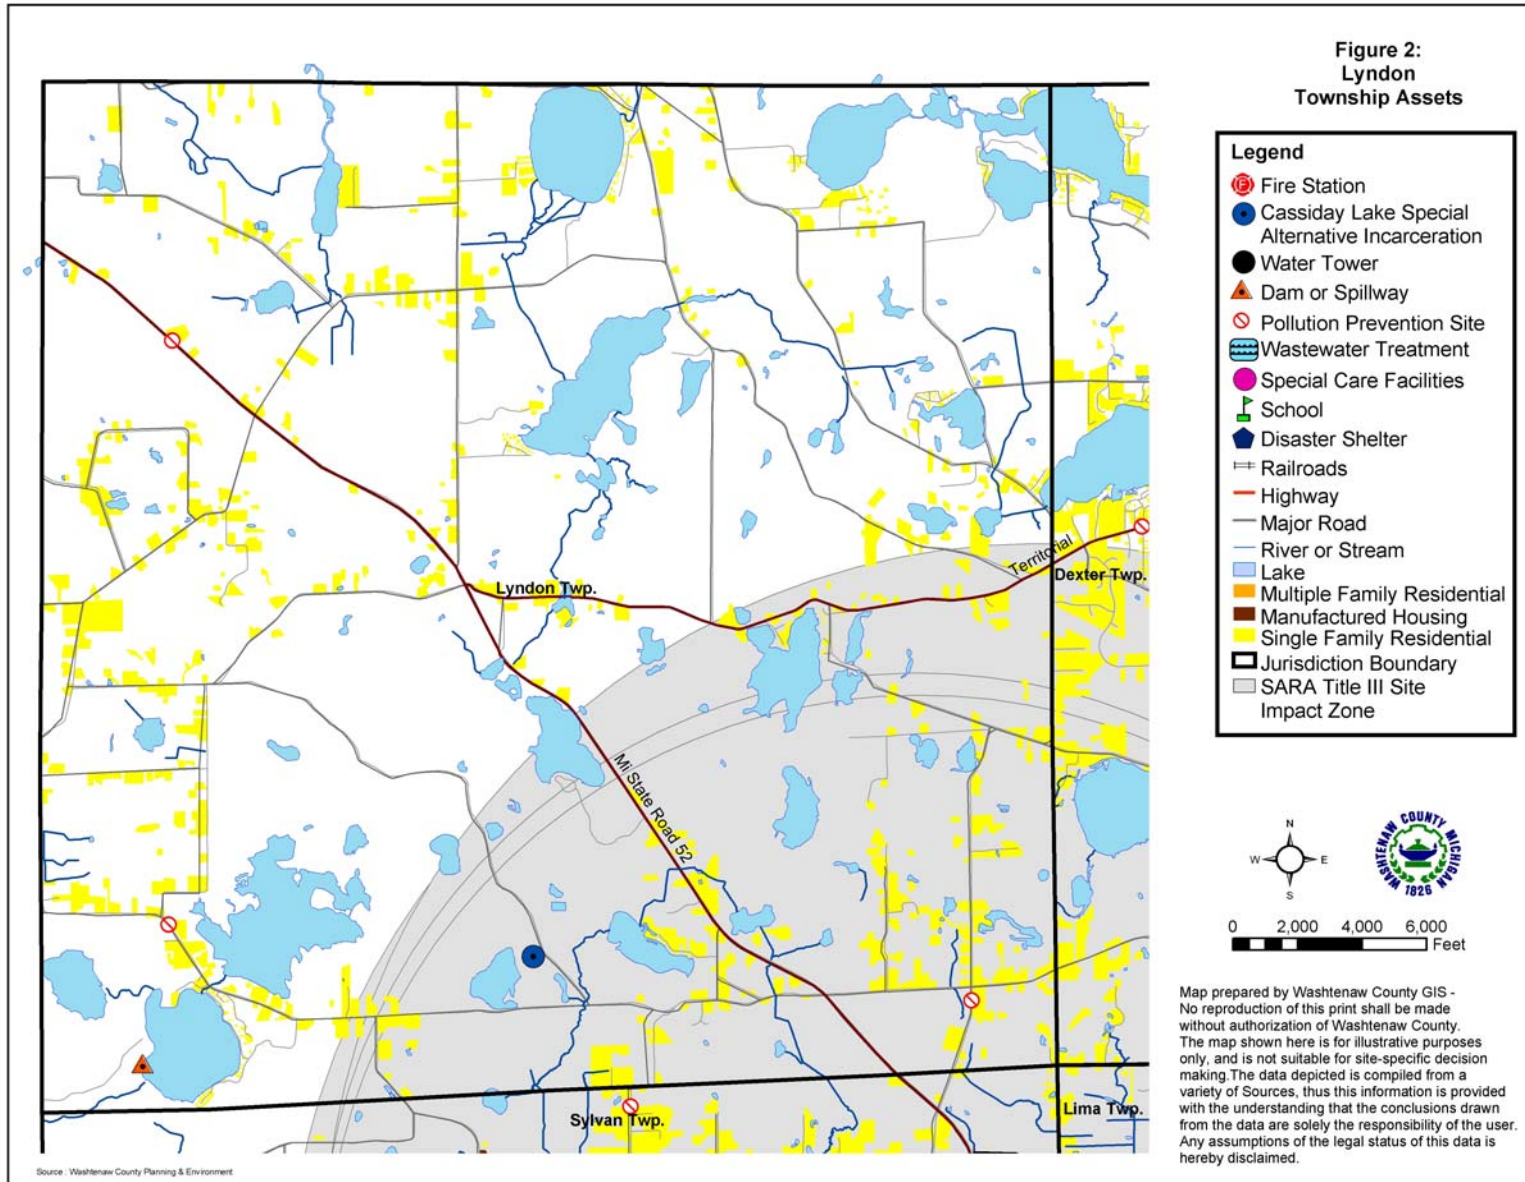 Figure 2:
Lyndon
Township Assets
Legend
F
Fire Station
Cassiday Lake Special
Alternative Incarceration
Water Tower
Dam or Spillway
Pollution Prevention Site
Wastewater Treatment
Special Care Facilities
School
Disaster Shelter
Railroads
Highway
Major Road
River or Stream
Lake
Multiple Family Residential
Manufactured Housing
Single Family Residential
Jurisdiction Boundary
SARA Title III Site
Impact Zone
Territorial
Dexter Twp.
Lyndon Twp.
Mi State Road 52
Sylvan Twp.
Lima Twp.
N
W E
S
WASHTENAW COUNTY MICHIGAN
1826
0 2,000 4,000 6,000
Feet
Map prepared by Washtenaw County GIS -
No reproduction of this print shall be made
without authorization of Washtenaw County.
The map shown here is for illustrative purposes
only, and is not suitable for site-specific decision
making.The data depicted is compiled from a
variety of Sources, thus this information is provided
with the understanding that the conclusions drawn
from the data are solely the responsibility of the user.
Any assumptions of the legal status of this data is
hereby disclaimed.
Source : Washtenaw County Planning & Environment